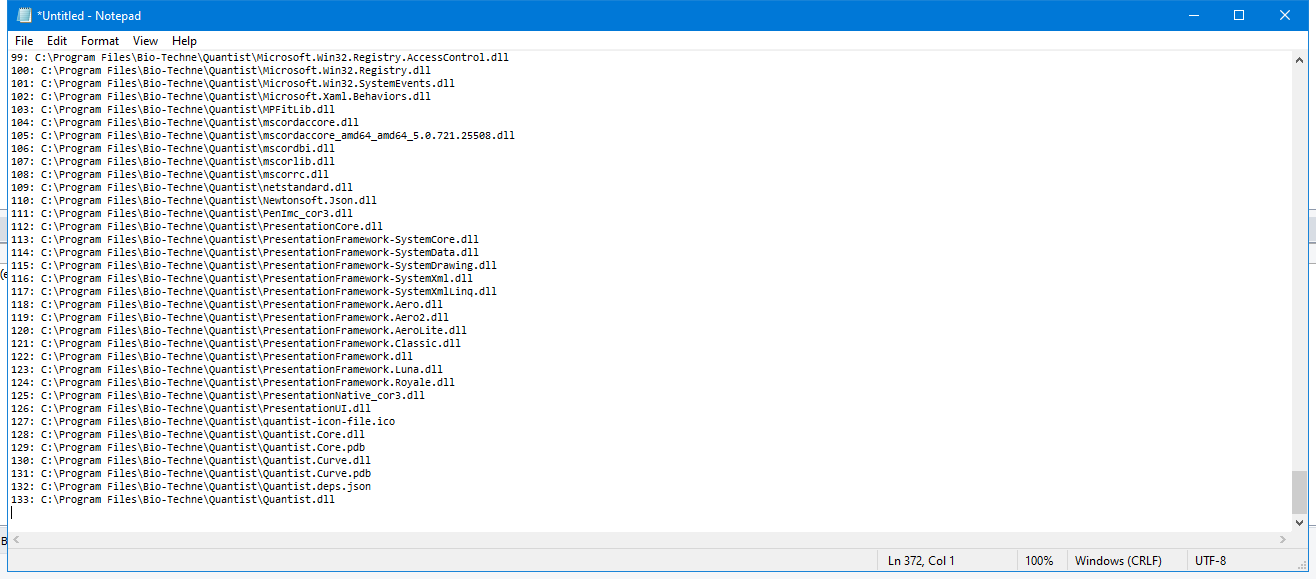 *Untitled - Notepad
File Edit Format View Help
99: C:\Program Files\Bio-Techne\Quantist\Microsoft.Win32.Registry.AccessControl.dll
100: C:\Program Files\Bio-Techne\Quantist\Microsoft.Win32.Registry.dll
101: C:\Program Files\Bio-Techne\Quantist\Microsoft.Win32.SystemEvents.dll
102: C:\Program Files\Bio-Techne\Quantist\Microsoft.Xaml.Behaviors.dll
103: C:\Program Files\Bio-Techne\Quantist\MPFitLib.dll
104: C:\Program Files\Bio-Techne\Quantist\mscordaccore.dll
105: C:\Program Files\Bio-Techne\Quantist\mscordaccore_amd64_amd64_5.0.721.25508.dll
106: C:\Program Files\Bio-Techne\Quantist\mscordbi.dll
107: C:\Program Files\Bio-Techne\Quantist\mscorlib.dll
108: C:\Program Files\Bio-Techne\Quantist\mscorrc.dll
109: C:\Program Files\Bio-Techne\Quantist\netstandard.dll
110: C:\Program Files\Bio-Techne\Quantist\Newtonsoft.Json.dll
111: C:\Program Files\Bio-Techne\Quantist\PenImc_cor3.dll
112: C:\Program Files\Bio-Techne\Quantist\PresentationCore.dll
113: C:\Program Files\Bio-Techne\Quantist\PresentationFramework-SystemCore.dll
114: C:\Program Files\Bio-Techne\Quantist\PresentationFramework-SystemData.dll
115: C:\Program Files\Bio-Techne\Quantist\PresentationFramework-SystemDrawing.dll
116: C:\Program Files\Bio-Techne\Quantist\PresentationFramework-SystemXml.dll
117: C:\Program Files\Bio-Techne\Quantist\PresentationFramework-SystemXmlLinq.dll
118: C:\Program Files\Bio-Techne\Quantist\PresentationFramework.Aero.dll
119: C:\Program Files\Bio-Techne\Quantist\PresentationFramework.Aero2.dll
120: C:\Program Files\Bio-Techne\Quantist\PresentationFramework.AeroLite.dll
121: C:\Program Files\Bio-Techne\Quantist\PresentationFramework.Classic.dll
122: C:\Program Files\Bio-Techne\Quantist\PresentationFramework.dll
123: C:\Program Files\Bio-Techne\Quantist\PresentationFramework.Luna.dll
124: C:\Program Files\Bio-Techne\Quantist\PresentationFramework.Royale.dll
125: C:\Program Files\Bio-Techne\Quantist\PresentationNative_cor3.dll
126: C:\Program Files\Bio-Techne\Quantist\PresentationUI.dll
127: C:\Program Files\Bio-Techne\Quantist\quantist-icon-file.ico
128: C:\Program Files\Bio-Techne\Quantist\Quantist.Core.dll
129: C:\Program Files\Bio-Techne\Quantist\Quantist.Core.pdb
130: C:\Program Files\Bio-Techne\Quantist\Quantist.Curve.dll
131: C:\Program Files\Bio-Techne\Quantist\Quantist.Curve.pdb
132: C:\Program Files\Bio-Techne\Quantist\Quantist.deps.json
133: C:\Program Files\Bio-Techne\Quantist\Quantist.dll
Ln 372, Col 1 100% Windows (CRLF) UTF-8